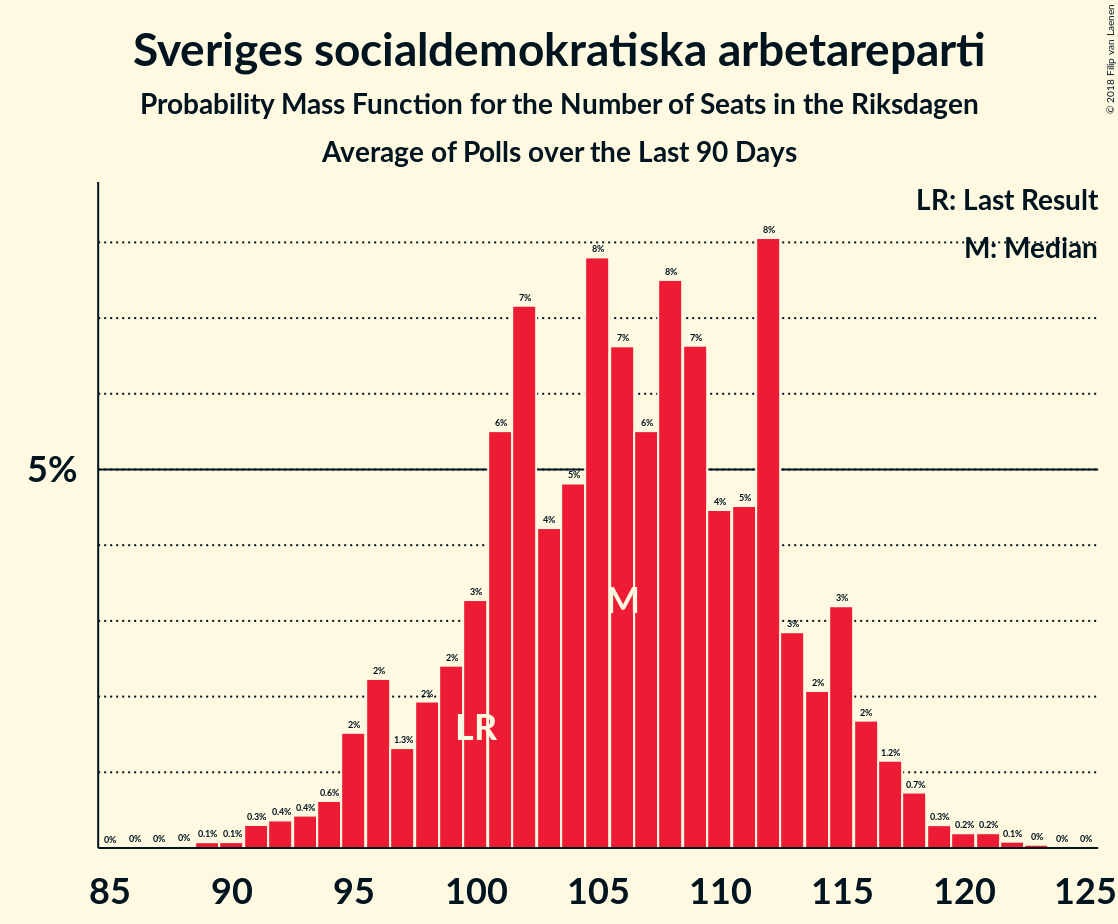 Sveriges socialdemokratiska arbetareparti
Probability Mass Function for the Number of Seats in the Riksdagen
Average of Polls over the Last 90 Days
© 2018 Filip van Laenen
LR: Last Result
M: Median
5%
0% 0% 0% 0% 0.1% 0.1% 0.3% 0.4% 0.4% 0.6% 2% 2% 1.3% 2% 2% 3% 6% 7% 4% 5% 8% 7% 6% 8% 7% 4% 5% 8% 3% 2% 3% 2% 1.2% 0.7% 0.3% 0.2% 0.2% 0.1% 0% 0% 0%
M
LR
85 90 95 100 105 110 115 120 125